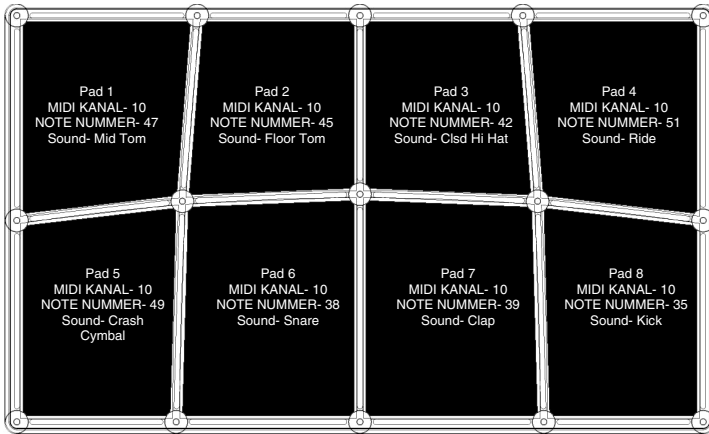 Pad 1
MIDI KANAL- 10
NOTE NUMMER- 47
Sound- Mid Tom
Pad 2
MIDI KANAL- 10
NOTE NUMMER- 45
Sound- Floor Tom
Pad 3
MIDI KANAL- 10
NOTE NUMMER- 42
Sound- Clsd Hi Hat
Pad 4
MIDI KANAL- 10
NOTE NUMMER- 51
Sound- Ride
Pad 5
MIDI KANAL- 10
NOTE NUMMER- 49
Sound- Crash
Cymbal
Pad 6
MIDI KANAL- 10
NOTE NUMMER- 38
Sound- Snare
Pad 7
MIDI KANAL- 10
NOTE NUMMER- 39
Sound- Clap
Pad 8
MIDI KANAL- 10
NOTE NUMMER- 35
Sound- Kick